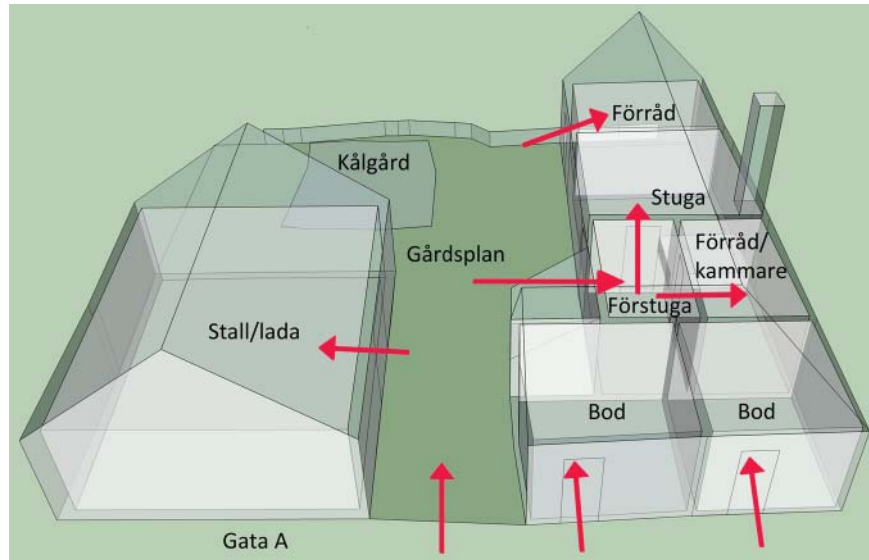 Förråd
Kålgård
Stuga
Gårdsplan
Förråd/
kammare
Förstuga
Stall/lada
Bod
Bod
Gata A